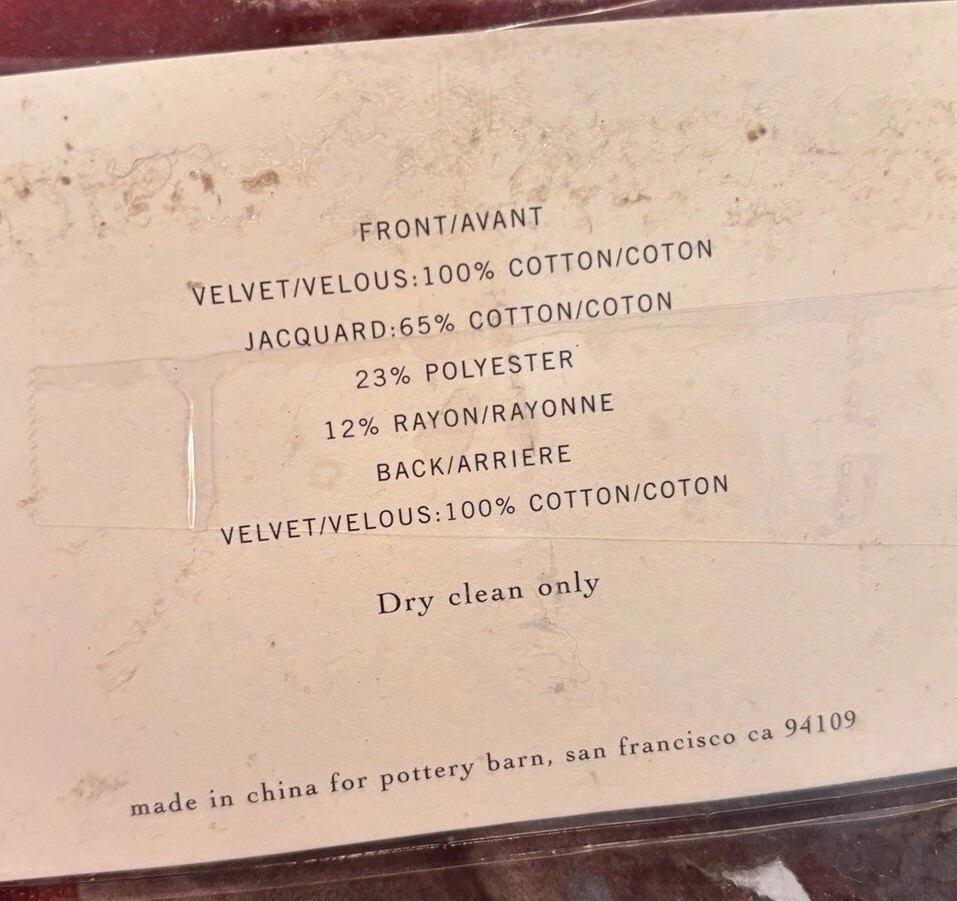 FRONT/AVANT
VELVET/VELOUS:100% COTTON/COTON
JACQUARD:65% COTTON/COTON
23% POLYESTER
12% RAYON/RAYONNE
BACK/ARRIERE
VELVET/VELOUS:100% COTTON/COTON
Dry clean only
made in china for pottery barn, san francisco ca 94109